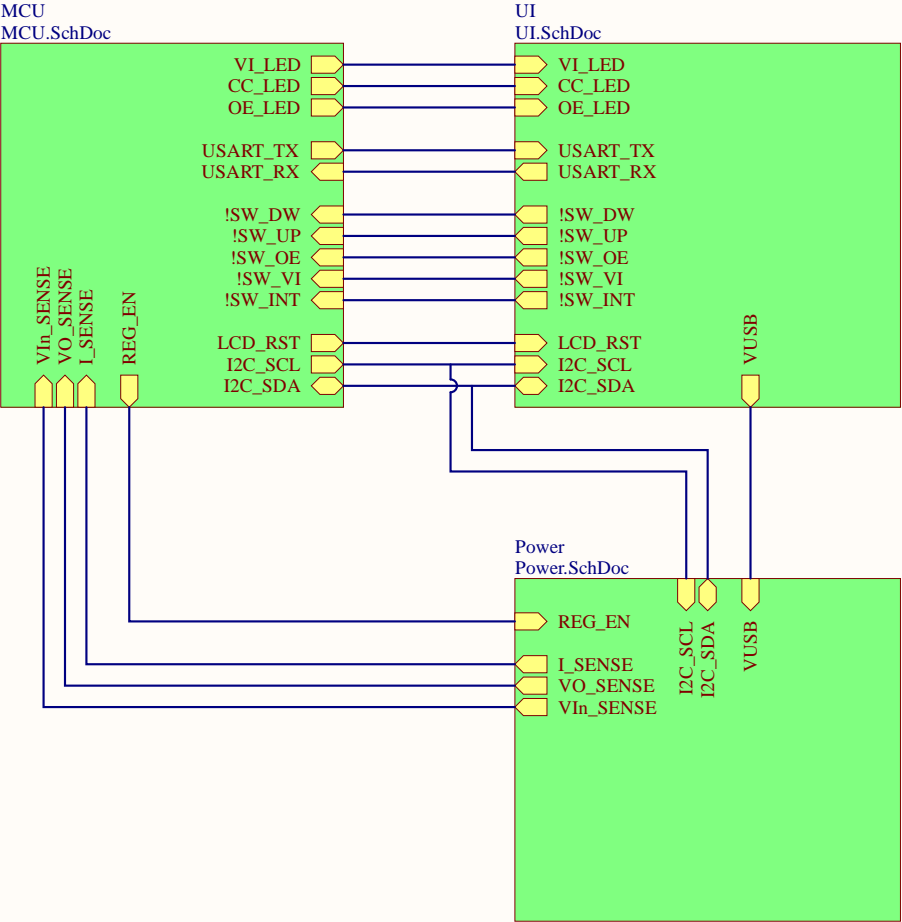 MCU
MCU.SchDoc
VI_LED
CC_LED
OE_LED
USART_TX
USART_RX
!SW_DW
!SW_UP
!SW_OE
!SW_VI
!SW_INT
LCD_RST
I2C_SCL
I2C_SDA
VIn_SENSE
VO_SENSE
I_SENSE
REG_EN
UI
UI.SchDoc
VI_LED
CC_LED
OE_LED
USART_TX
USART_RX
!SW_DW
!SW_UP
!SW_OE
!SW_VI
!SW_INT
LCD_RST
I2C_SCL
I2C_SDA
VUSB
Power
Power.SchDoc
REG_EN
I_SENSE
VO_SENSE
VIn_SENSE
I2C_SCL
I2C_SDA
VUSB